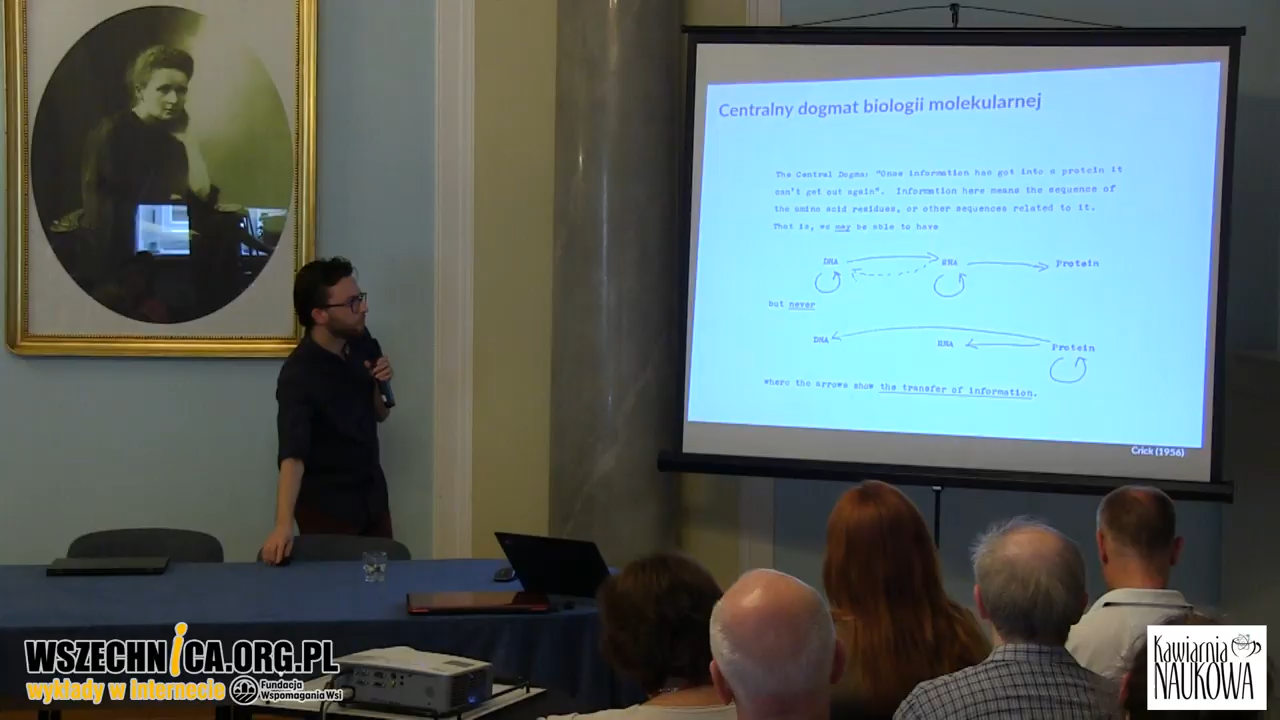 Centralny dogmat biologii molekularnej
The Central Dogma: "Once information has got into a protein it
can't get out again". Information here means the sequence of
the amino acid residues, or other sequences related to it.
That is, we may be able to have
DNA RNA Protein
but never
DNA RNA Protein
where the arrows show the transfer of information.
Crick (1956)
WSZECHNICA.ORG.PL
wykłady w internecie
Fundacja
Wspomagania Wsi
Kawiarnia
NAUKOWA